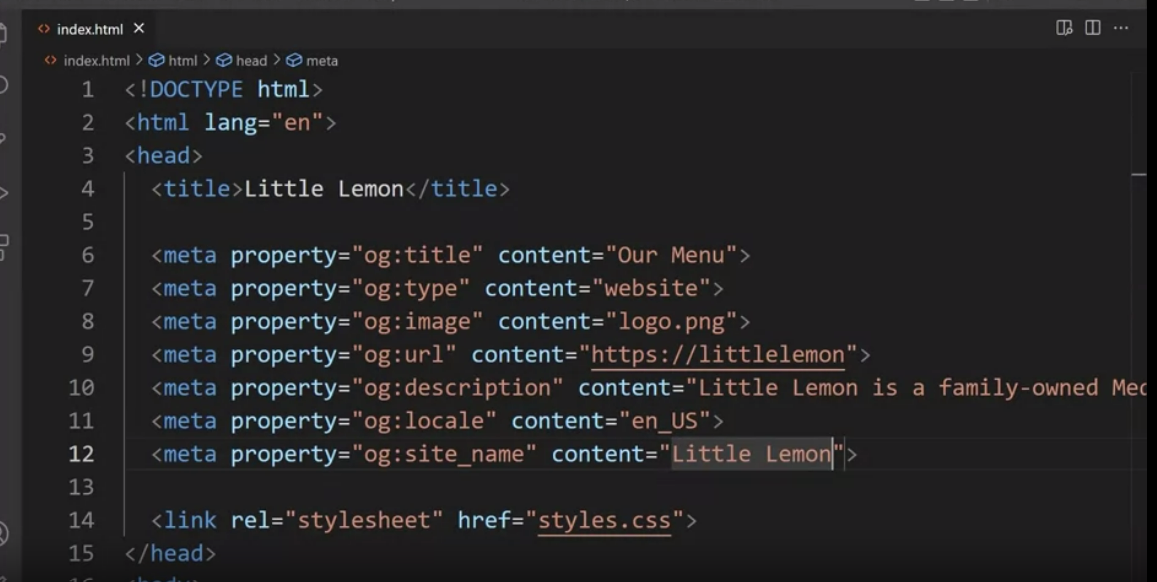 index.html
index.html > html > head > meta
1 <!DOCTYPE html>
2 <html lang="en">
3 <head>
4 <title>Little Lemon</title>
5
6 <meta property="og:title" content="Our Menu">
7 <meta property="og:type" content="website">
8 <meta property="og:image" content="logo.png">
9 <meta property="og:url" content="https://littlelemon">
10 <meta property="og:description" content="Little Lemon is a family-owned Med
11 <meta property="og:locale" content="en_US">
12 <meta property="og:site_name" content="Little Lemon">
13
14 <link rel="stylesheet" href="styles.css">
15 </head>